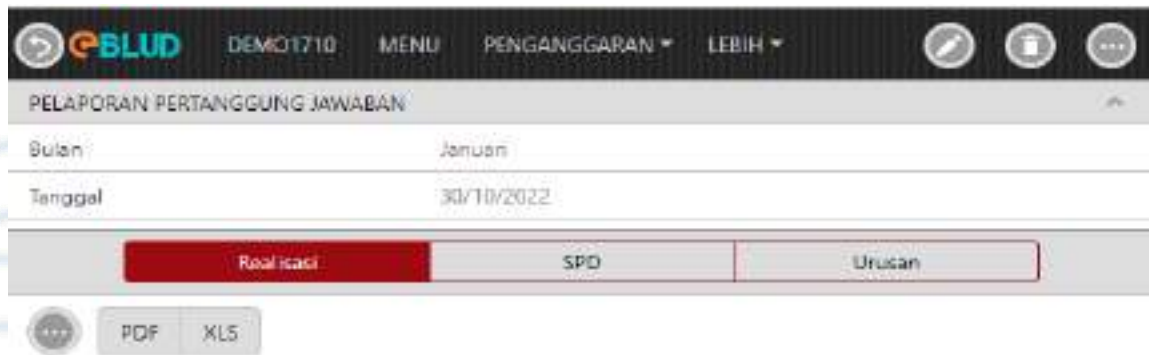 eBLUD DEMO1710 MENU PENGANGGARAN LEBIH
PELAPORAN PERTANGGUNG JAWABAN
Bulan Januari
Tanggal 30/10/2022
Realisasi SPD Urusan
PDF XLS